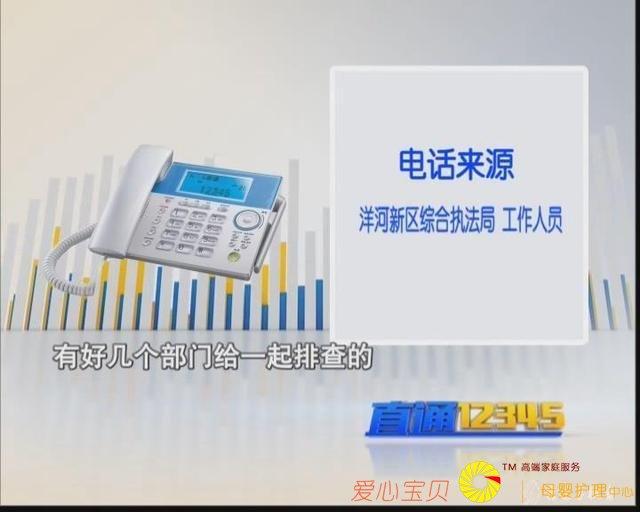 12345
电话来源
洋河新区综合执法局 工作人员
有好几个部门给一起排查的
直通12345
TM 高端家庭服务
爱心宝贝
母婴护理中心